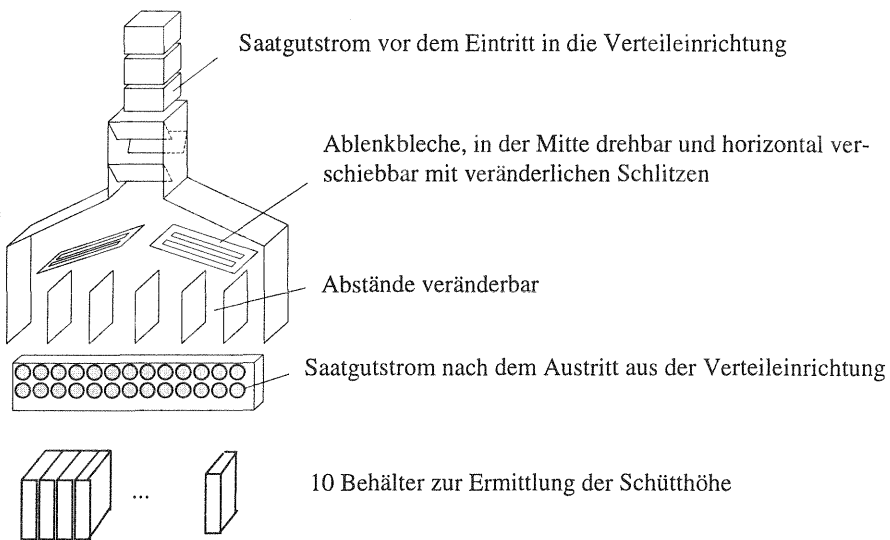 Saatgutstrom vor dem Eintritt in die Verteileinrichtung
Ablenkbleche, in der Mitte drehbar und horizontal ver-
schiebbar mit veränderlichen Schlitzen
Abstände veränderbar
Saatgutstrom nach dem Austritt aus der Verteileinrichtung
...
10 Behälter zur Ermittlung der Schütthöhe